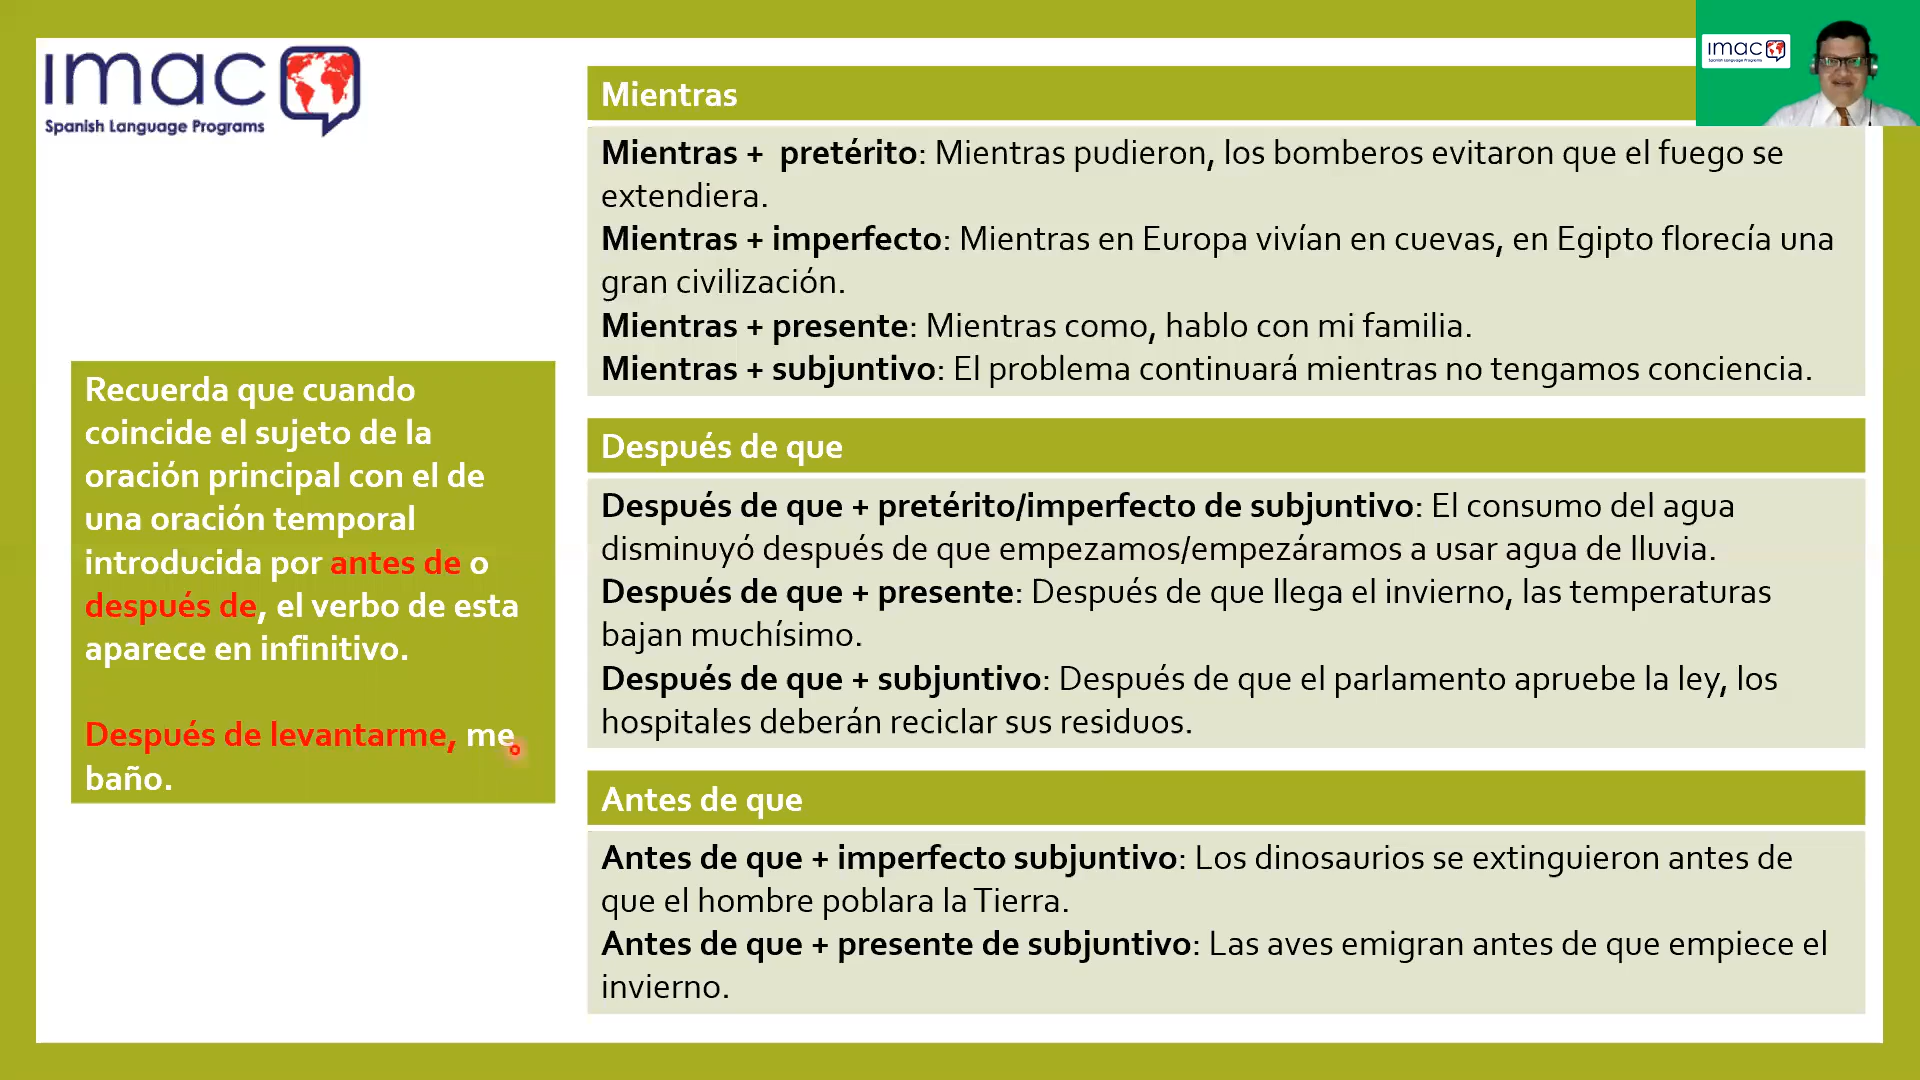 imac
Spanish Language Programs
Recuerda que cuando
coincide el sujeto de la
oración principal con el de
una oración temporal
introducida por antes de o
después de, el verbo de esta
aparece en infinitivo.
Después de levantarme, me
baño.
Mientras
Mientras + pretérito: Mientras pudieron, los bomberos evitaron que el fuego se
extendiera.
Mientras + imperfecto: Mientras en Europa vivían en cuevas, en Egipto florecía una
gran civilización.
Mientras + presente: Mientras como, hablo con mi familia.
Mientras + subjuntivo: El problema continuará mientras no tengamos conciencia.
Después de que
Después de que + pretérito/imperfecto de subjuntivo: El consumo del agua
disminuyó después de que empezamos/empezáramos a usar agua de lluvia.
Después de que + presente: Después de que llega el invierno, las temperaturas
bajan muchísimo.
Después de que + subjuntivo: Después de que el parlamento apruebe la ley, los
hospitales deberán reciclar sus residuos.
Antes de que
Antes de que + imperfecto subjuntivo: Los dinosaurios se extinguieron antes de
que el hombre poblara la Tierra.
Antes de que + presente de subjuntivo: Las aves emigran antes de que empiece el
invierno.
imac
Spanish Language Programs